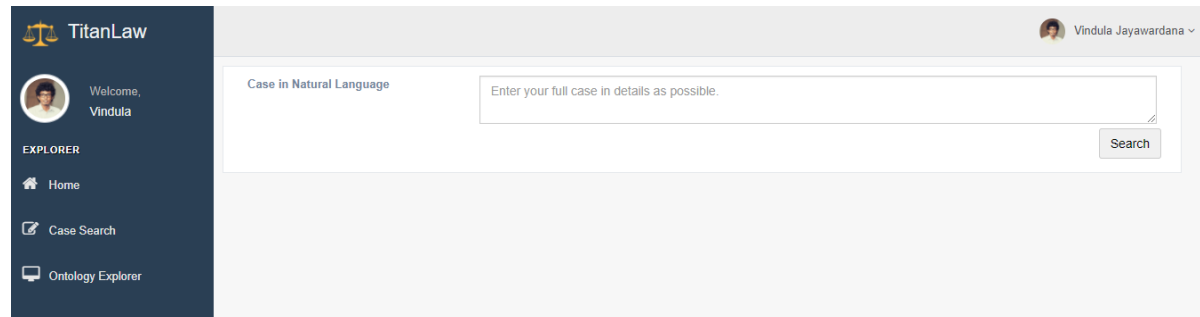 TitanLaw
Vindula Jayawardana
Welcome,
Vindula
EXPLORER
Home
Case Search
Ontology Explorer
Case in Natural Language
Enter your full case in details as possible.
Search